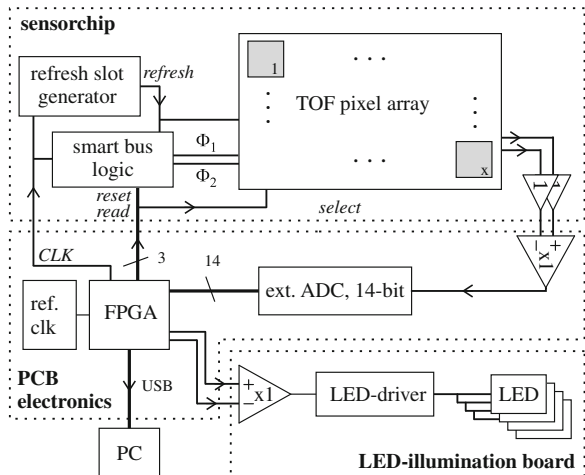 sensorchip
refresh slot
generator
refresh
1
. . .
TOF pixel array
smart bus
logic
Φ1
Φ2
. . .
x
reset
read
select
1
1
CLK
3
14
+
−
x1
ref.
clk
FPGA
ext. ADC, 14-bit
PCB
electronics
USB
+
−
x1
LED-driver
LED
PC
LED-illumination board